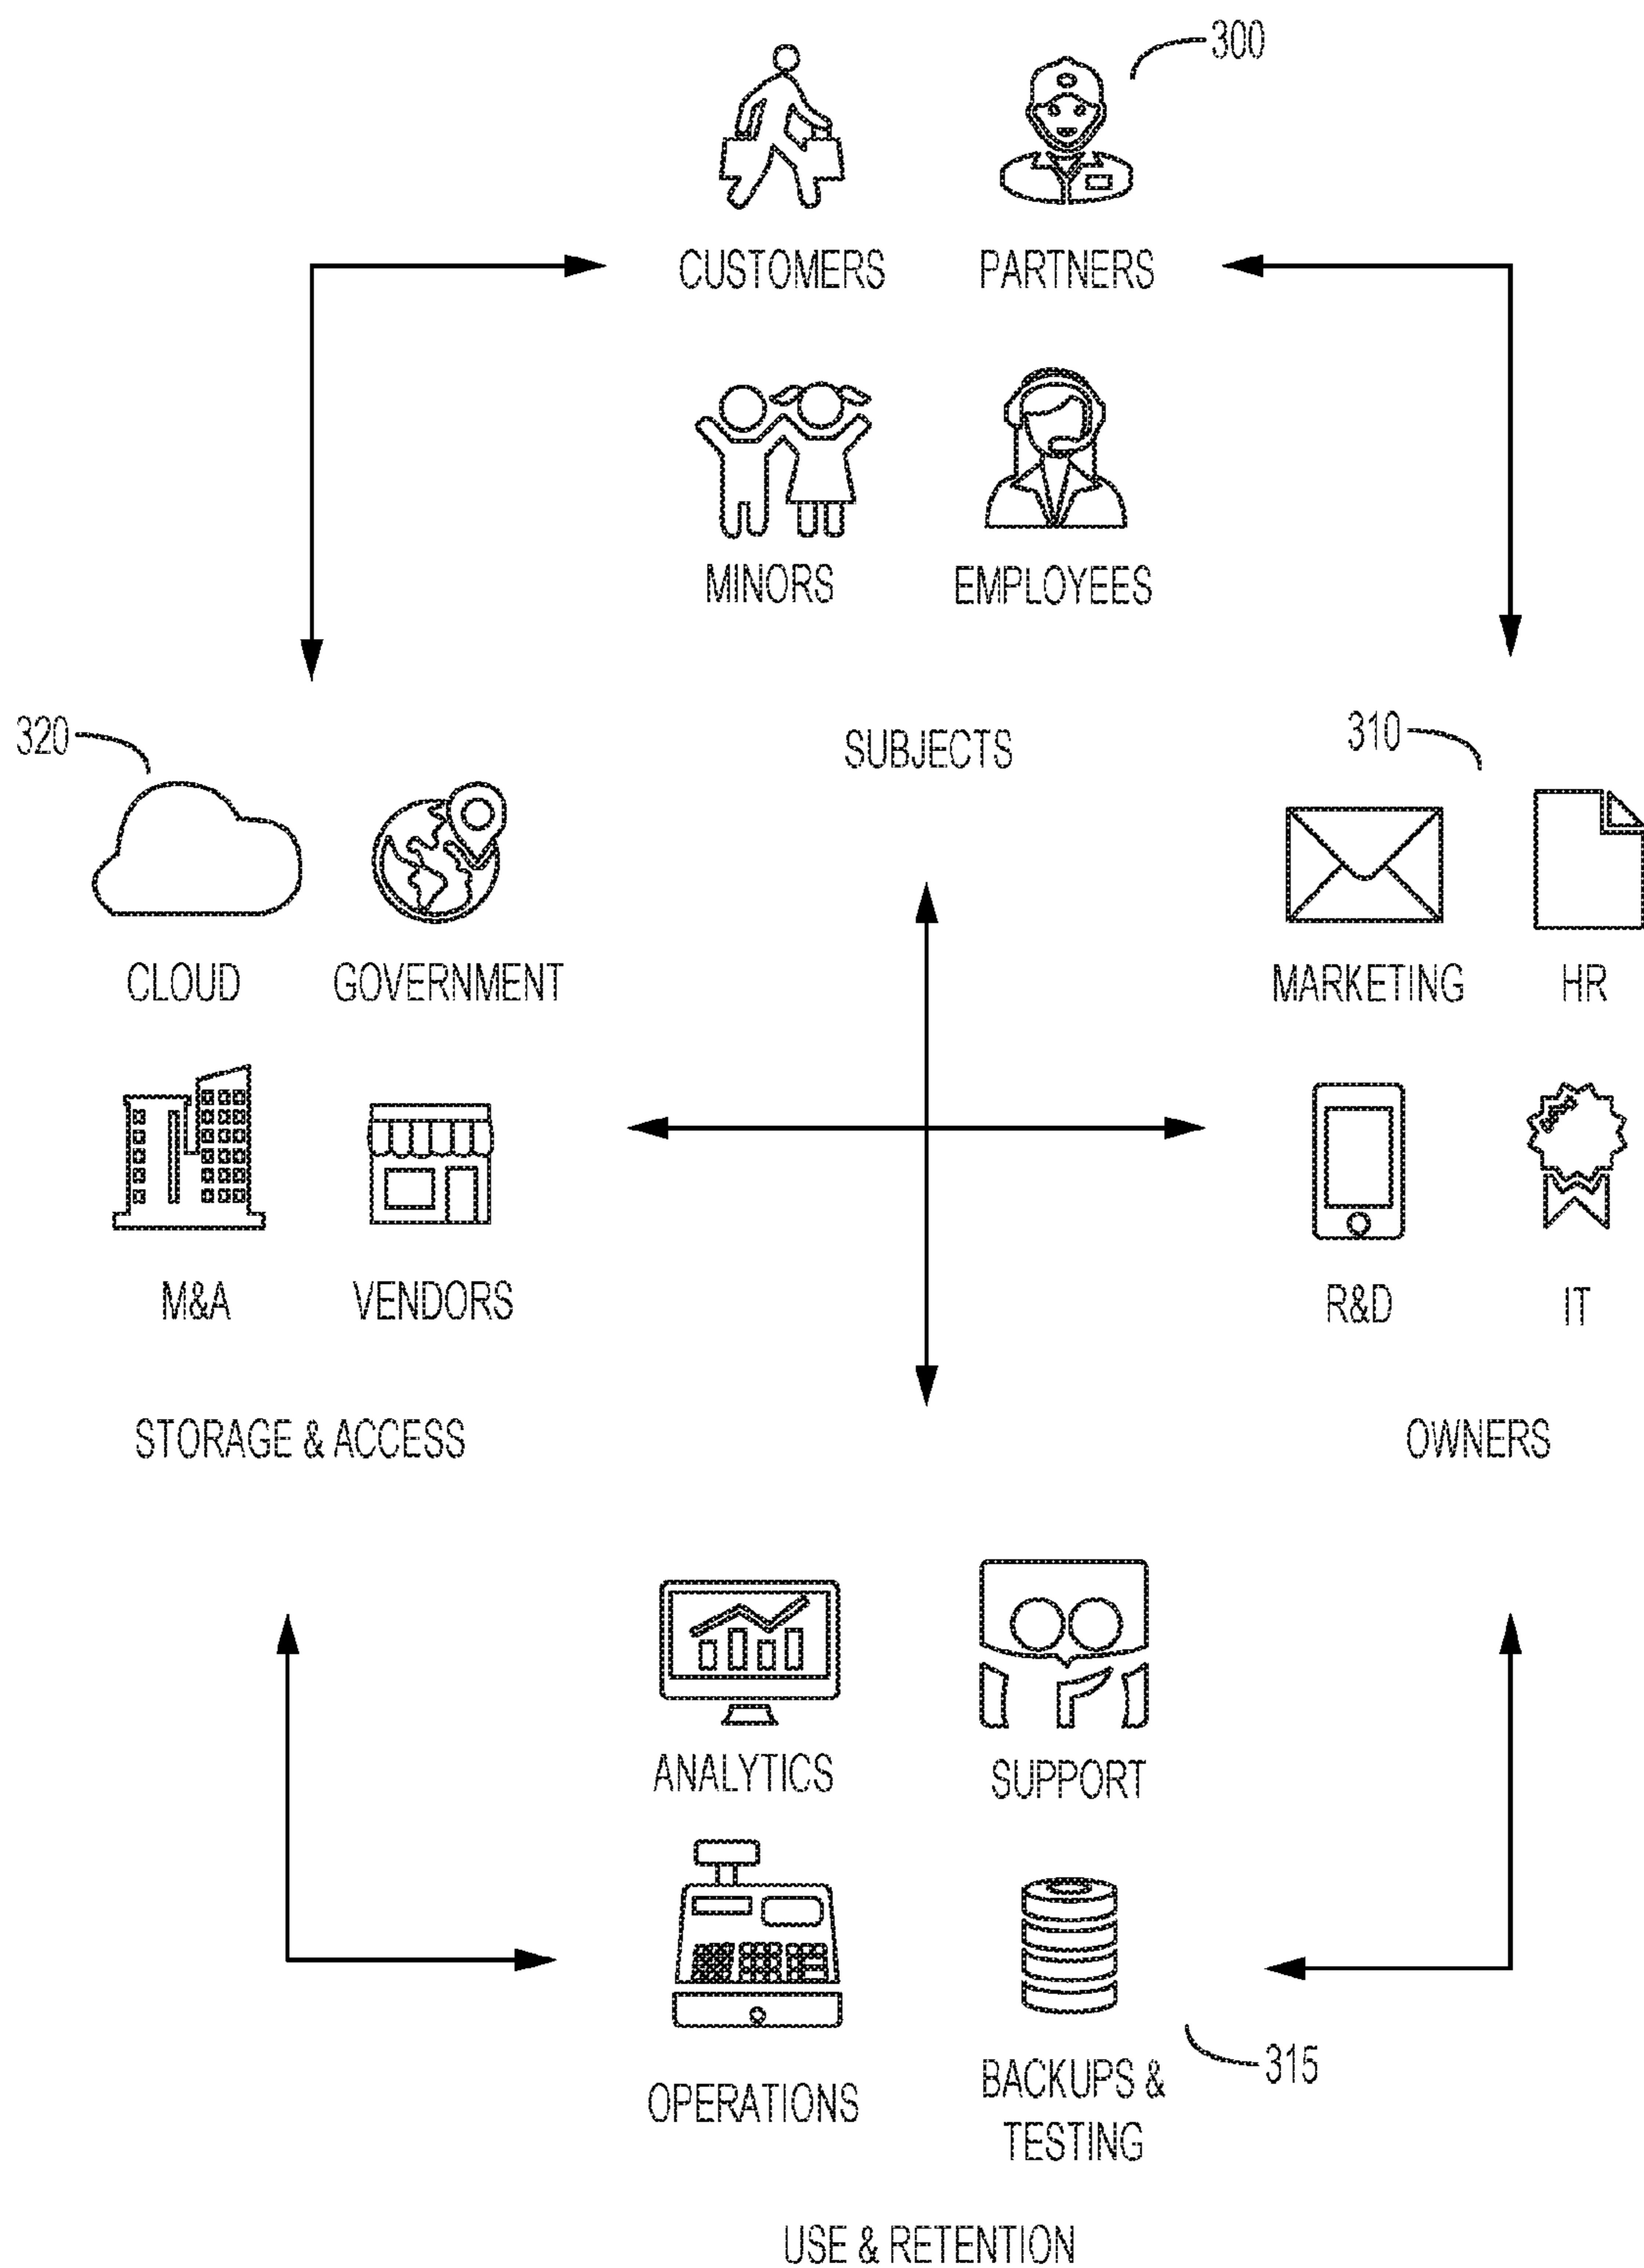 300
CUSTOMERS
PARTNERS
MINORS
EMPLOYEES
SUBJECTS
320
CLOUD
GOVERNMENT
M&A
VENDORS
STORAGE & ACCESS
310
MARKETING
HR
R&D
IT
OWNERS
ANALYTICS
SUPPORT
OPERATIONS
BACKUPS &
TESTING
315
USE & RETENTION